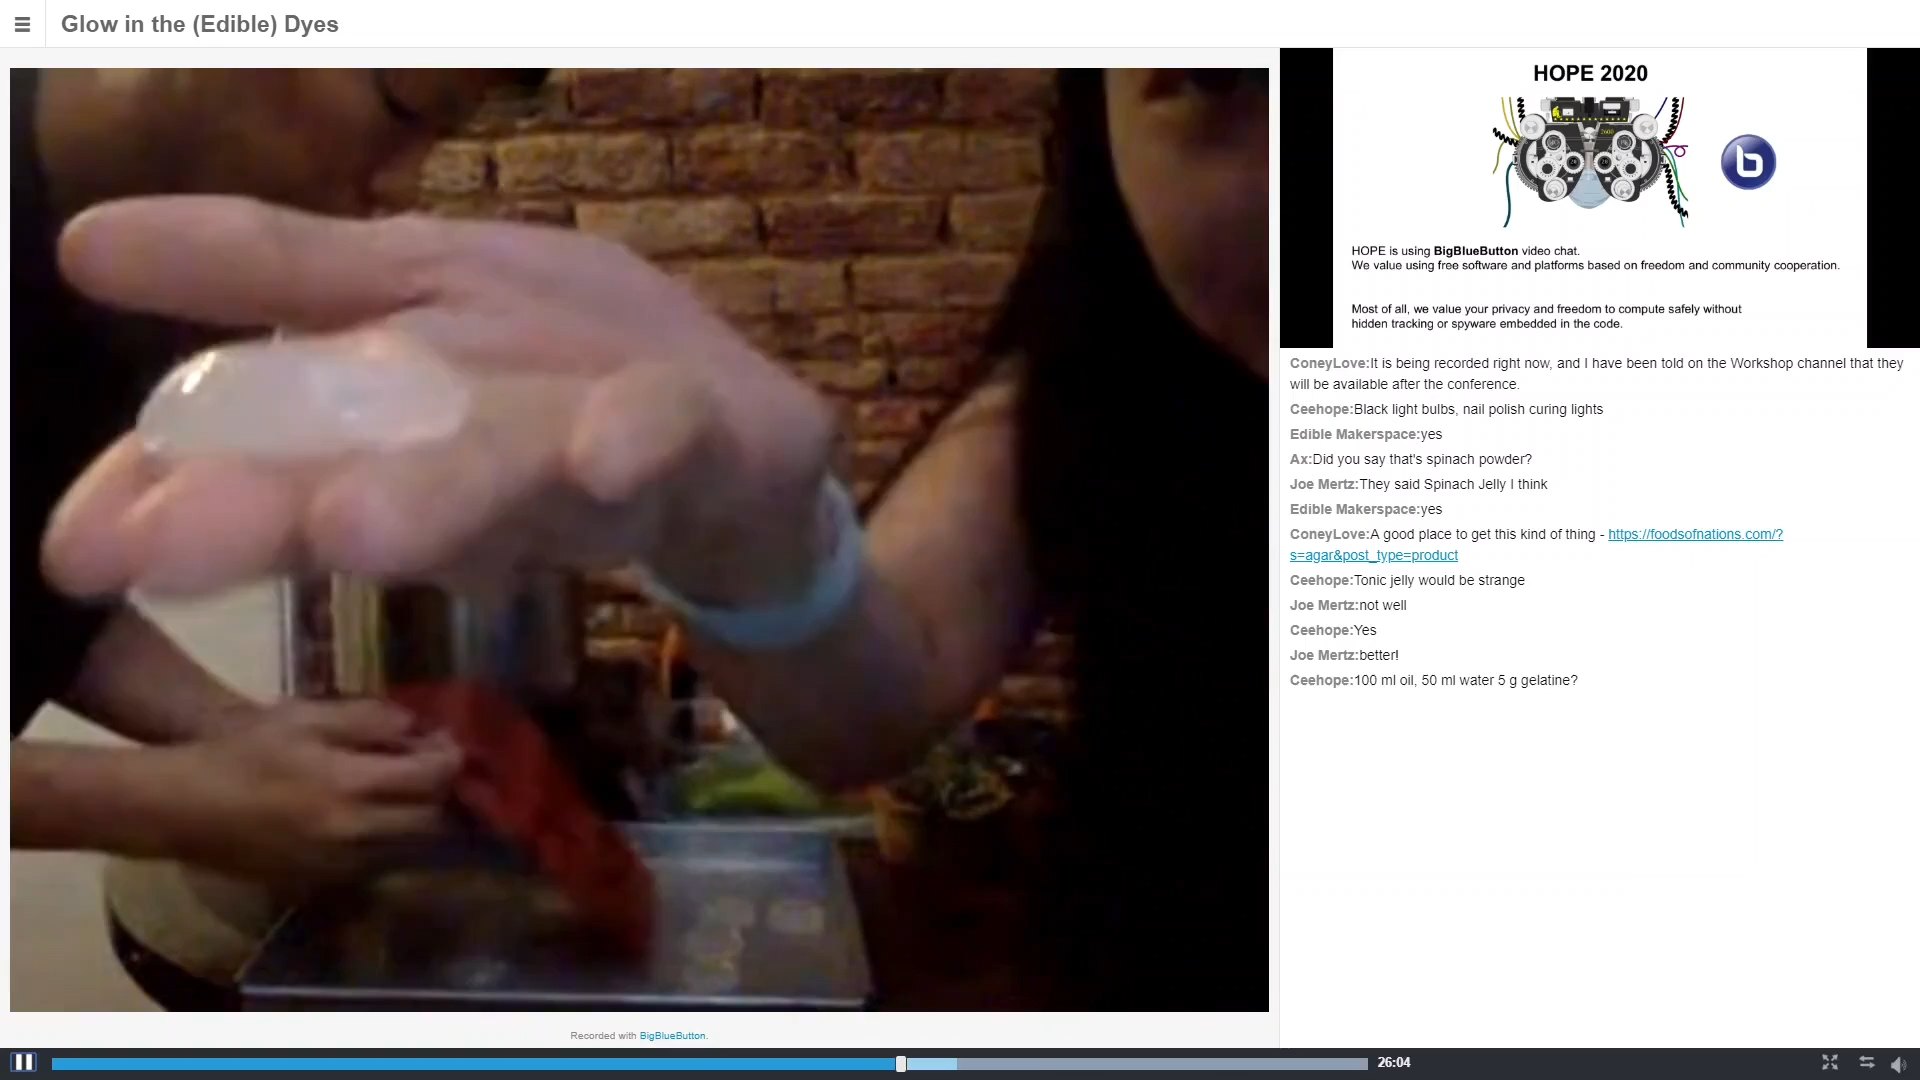 Glow in the (Edible) Dyes
HOPE 2020
HOPE is using BigBlueButton video chat.
We value using free software and platforms based on freedom and community cooperation.
Most of all, we value your privacy and freedom to compute safely without
hidden tracking or spyware embedded in the code.
ConeyLove:It is being recorded right now, and I have been told on the Workshop channel that they
will be available after the conference.
Ceehope:Black light bulbs, nail polish curing lights
Edible Makerspace:yes
Ax:Did you say that's spinach powder?
Joe Mertz:They said Spinach Jelly I think
Edible Makerspace:yes
ConeyLove:A good place to get this kind of thing - https://foodsofnations.com/?
s=agar&post_type=product
Ceehope:Tonic jelly would be strange
Joe Mertz:not well
Ceehope:Yes
Joe Mertz:better!
Ceehope:100 ml oil, 50 ml water 5 g gelatine?
Recorded with BigBlueButton.
26:04